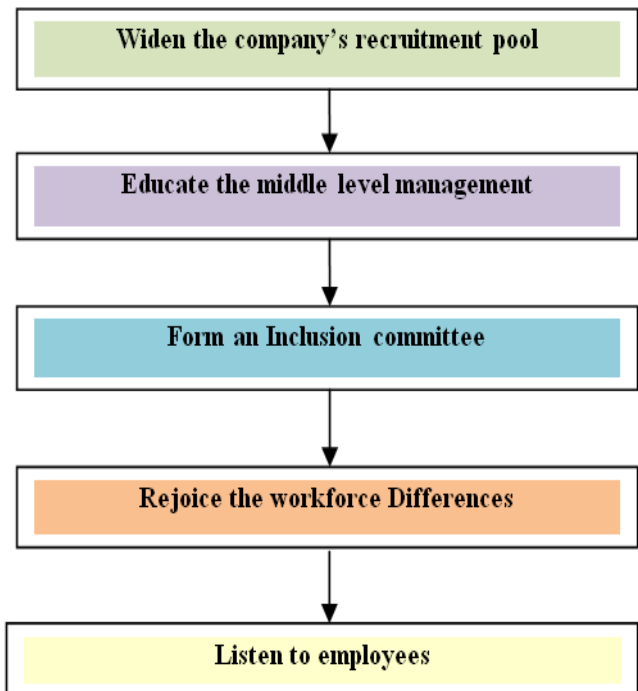 Widen the company’s recruitment pool
Educate the middle level management
Form an Inclusion committee
Rejoice the workforce Differences
Listen to employees